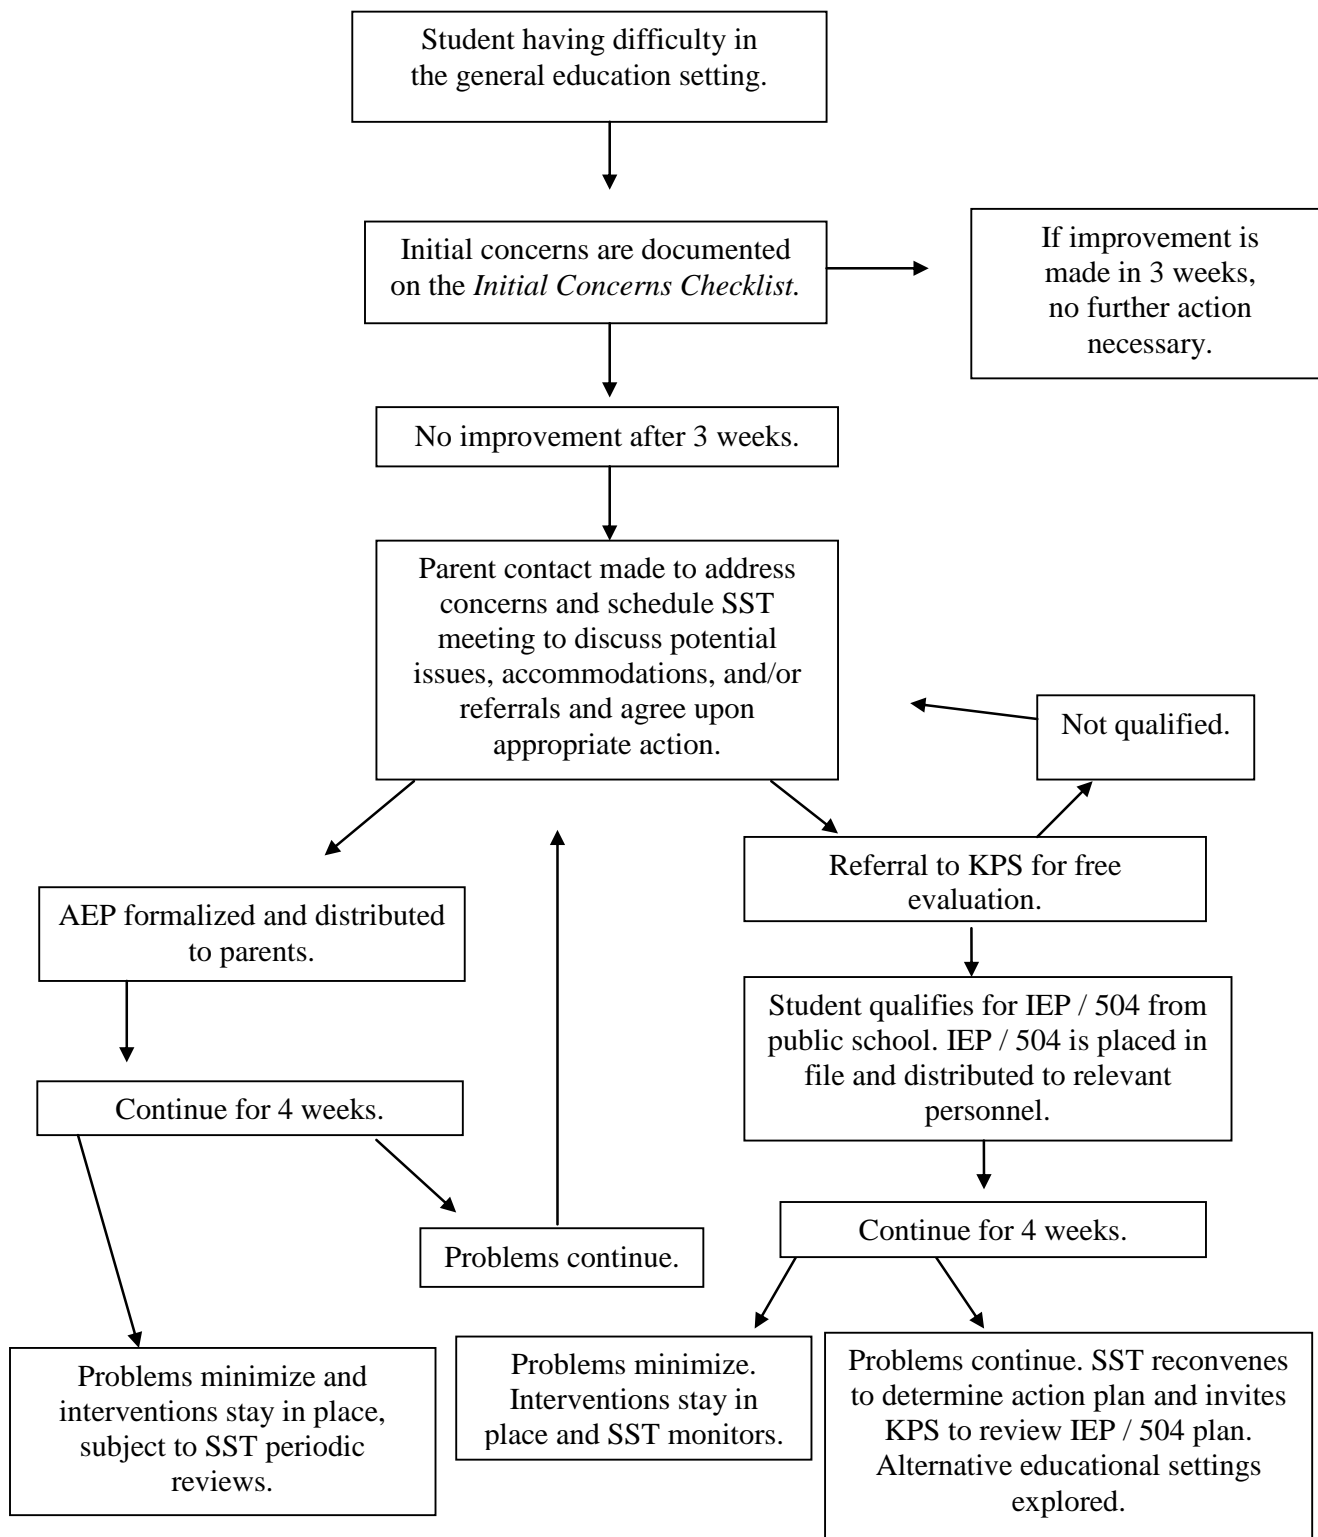 Student having difficulty in
the general education setting.
Initial concerns are documented
on the Initial Concerns Checklist.
If improvement is
made in 3 weeks,
no further action
necessary.
No improvement after 3 weeks.
Parent contact made to address
concerns and schedule SST
meeting to discuss potential
issues, accommodations, and/or
referrals and agree upon
appropriate action.
Not qualified.
Referral to KPS for free
evaluation.
AEP formalized and distributed
to parents.
Student qualifies for IEP / 504 from
public school. IEP / 504 is placed in
file and distributed to relevant
personnel.
Continue for 4 weeks.
Continue for 4 weeks.
Problems continue.
Problems minimize and
interventions stay in place,
subject to SST periodic
reviews.
Problems minimize.
Interventions stay in
place and SST monitors.
Problems continue. SST reconvenes
to determine action plan and invites
KPS to review IEP / 504 plan.
Alternative educational settings
explored.